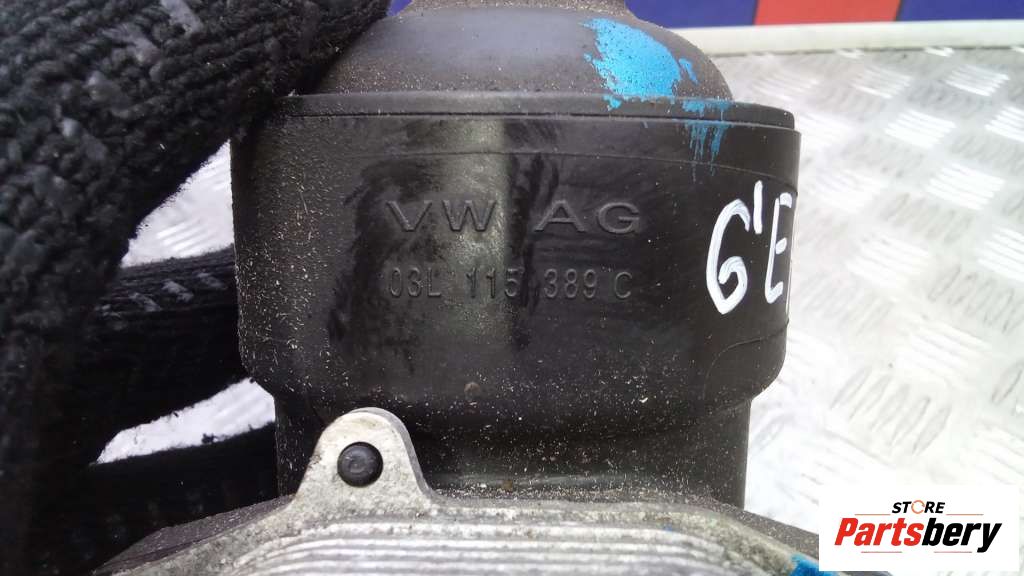 VW AG
03L 115 389 C
STORE
Partsbery